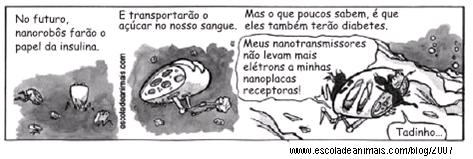 No futuro,
nanorobôs farão o
papel da insulina.
E transportarão o
açúcar no nosso sangue.
escoladeanimais.com
Mas o que poucos sabem, é que
eles também terão diabetes.
Meus nanotransmissores
não levam mais
elétrons a minhas
nanoplacas
receptoras!
Tadinho...
www.escoladeanimais.com/blog/2007